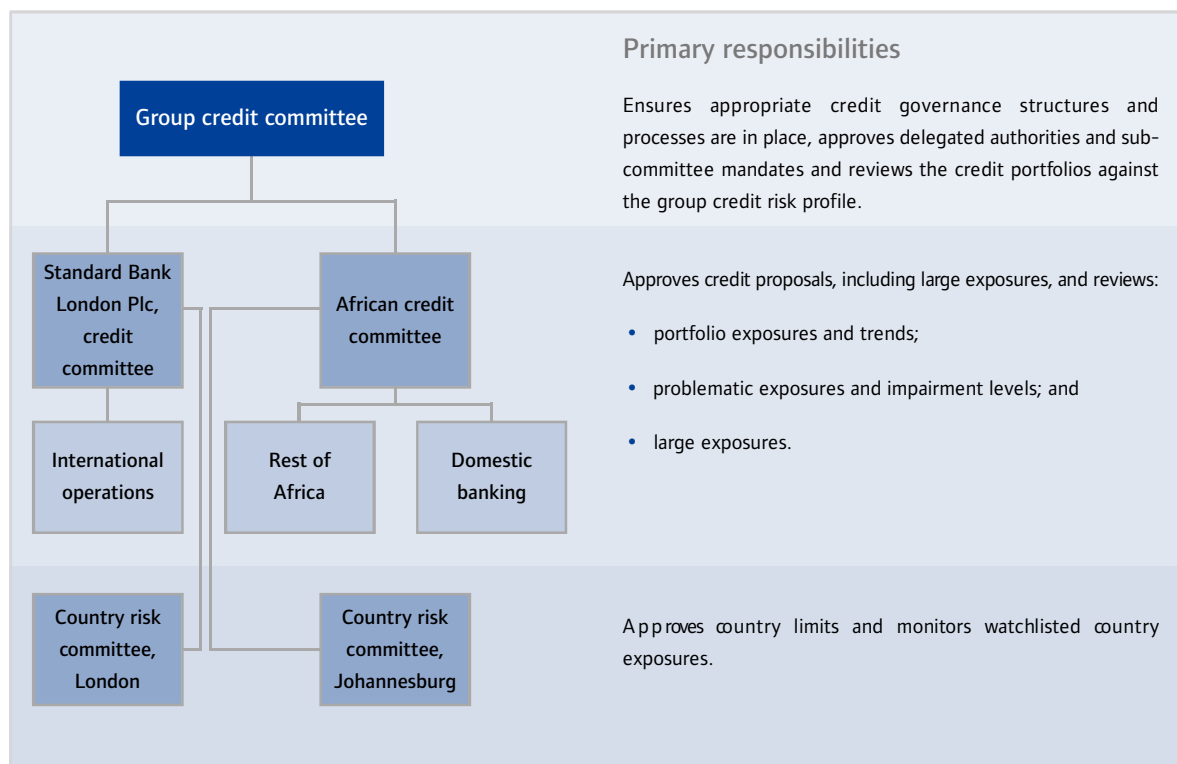 Primary responsibilities
Group credit committee
Ensures appropriate credit governance structures and
processes are in place, approves delegated authorities and sub-
committee mandates and reviews the credit portfolios against
the group credit risk profile.
Standard Bank
London Plc,
credit
committee
African credit
committee
Approves credit proposals, including large exposures, and reviews:
• portfolio exposures and trends;
• problematic exposures and impairment levels; and
• large exposures.
International
operations
Rest of
Africa
Domestic
banking
Country risk
committee,
London
Country risk
committee,
Johannesburg
Approves country limits and monitors watchlisted country
exposures.